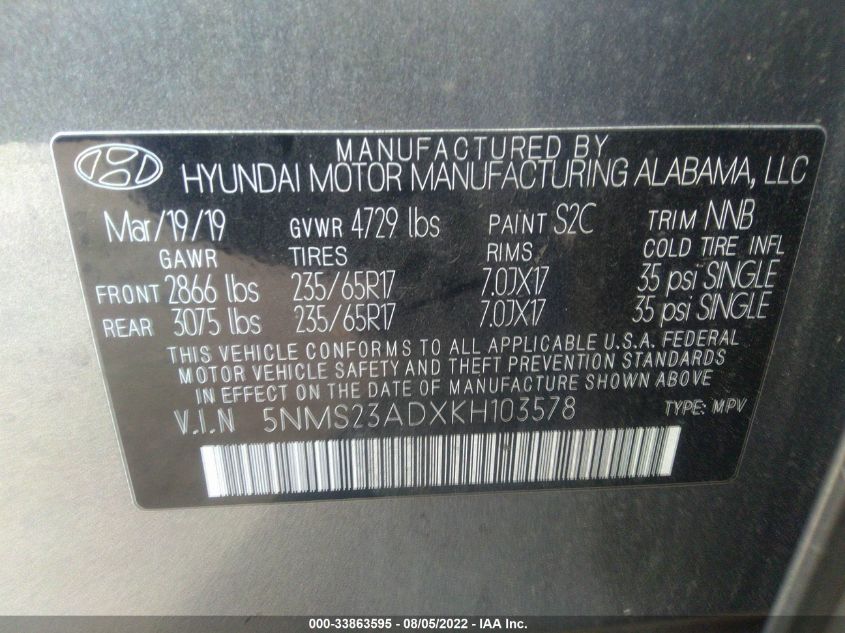 MANUFACTURED BY
HYUNDAI MOTOR MANUFACTURING ALABAMA, LLC
Mar/19/19 GVWR 4729 lbs PAINT S2C TRIM NNB
GAWR TIRES RIMS COLD TIRE INFL
FRONT 2866 lbs 235/65R17 7.0JX17 35 psi SINGLE
REAR 3075 lbs 235/65R17 7.0JX17 35 psi SINGLE
THIS VEHICLE CONFORMS TO ALL APPLICABLE U.S.A. FEDERAL
MOTOR VEHICLE SAFETY AND THEFT PREVENTION STANDARDS
IN EFFECT ON THE DATE OF MANUFACTURE SHOWN ABOVE
V.I.N 5NMS23ADXKH103578 TYPE: MPV
000-33863595 - 08/05/2022 - IAA Inc.